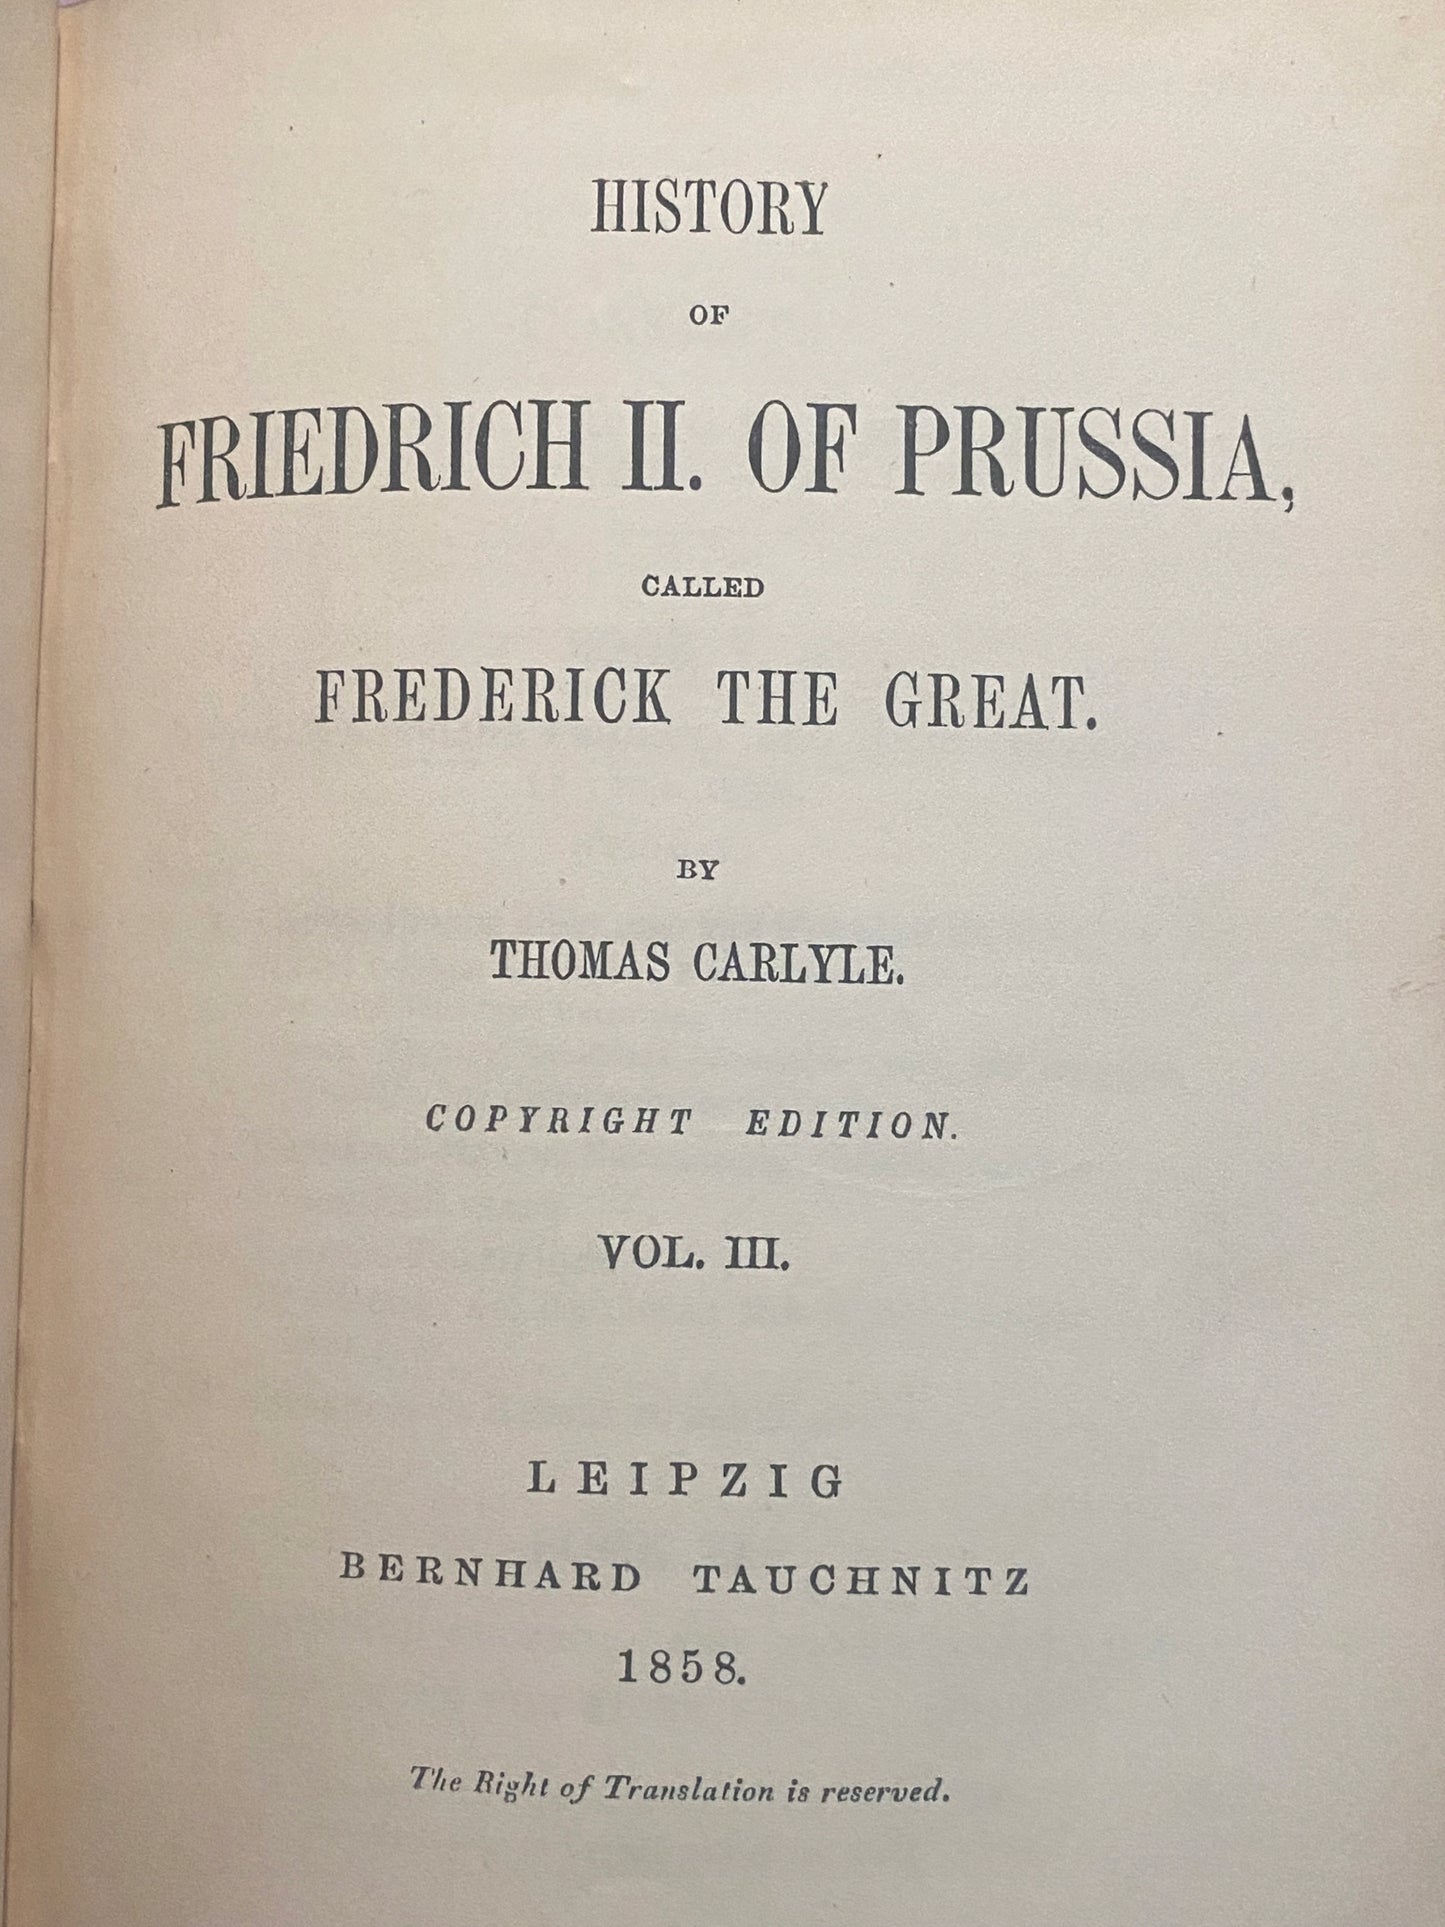 HISTORY
OF
FRIEDRICH II. OF PRUSSIA,
CALLED
FREDERICK THE GREAT.
BY
THOMAS CARLYLE.
COPYRIGHT EDITION.
VOL. III.
LEIPZIG
BERNHARD TAUCHNITZ
1858.
The Right of Translation is reserved.